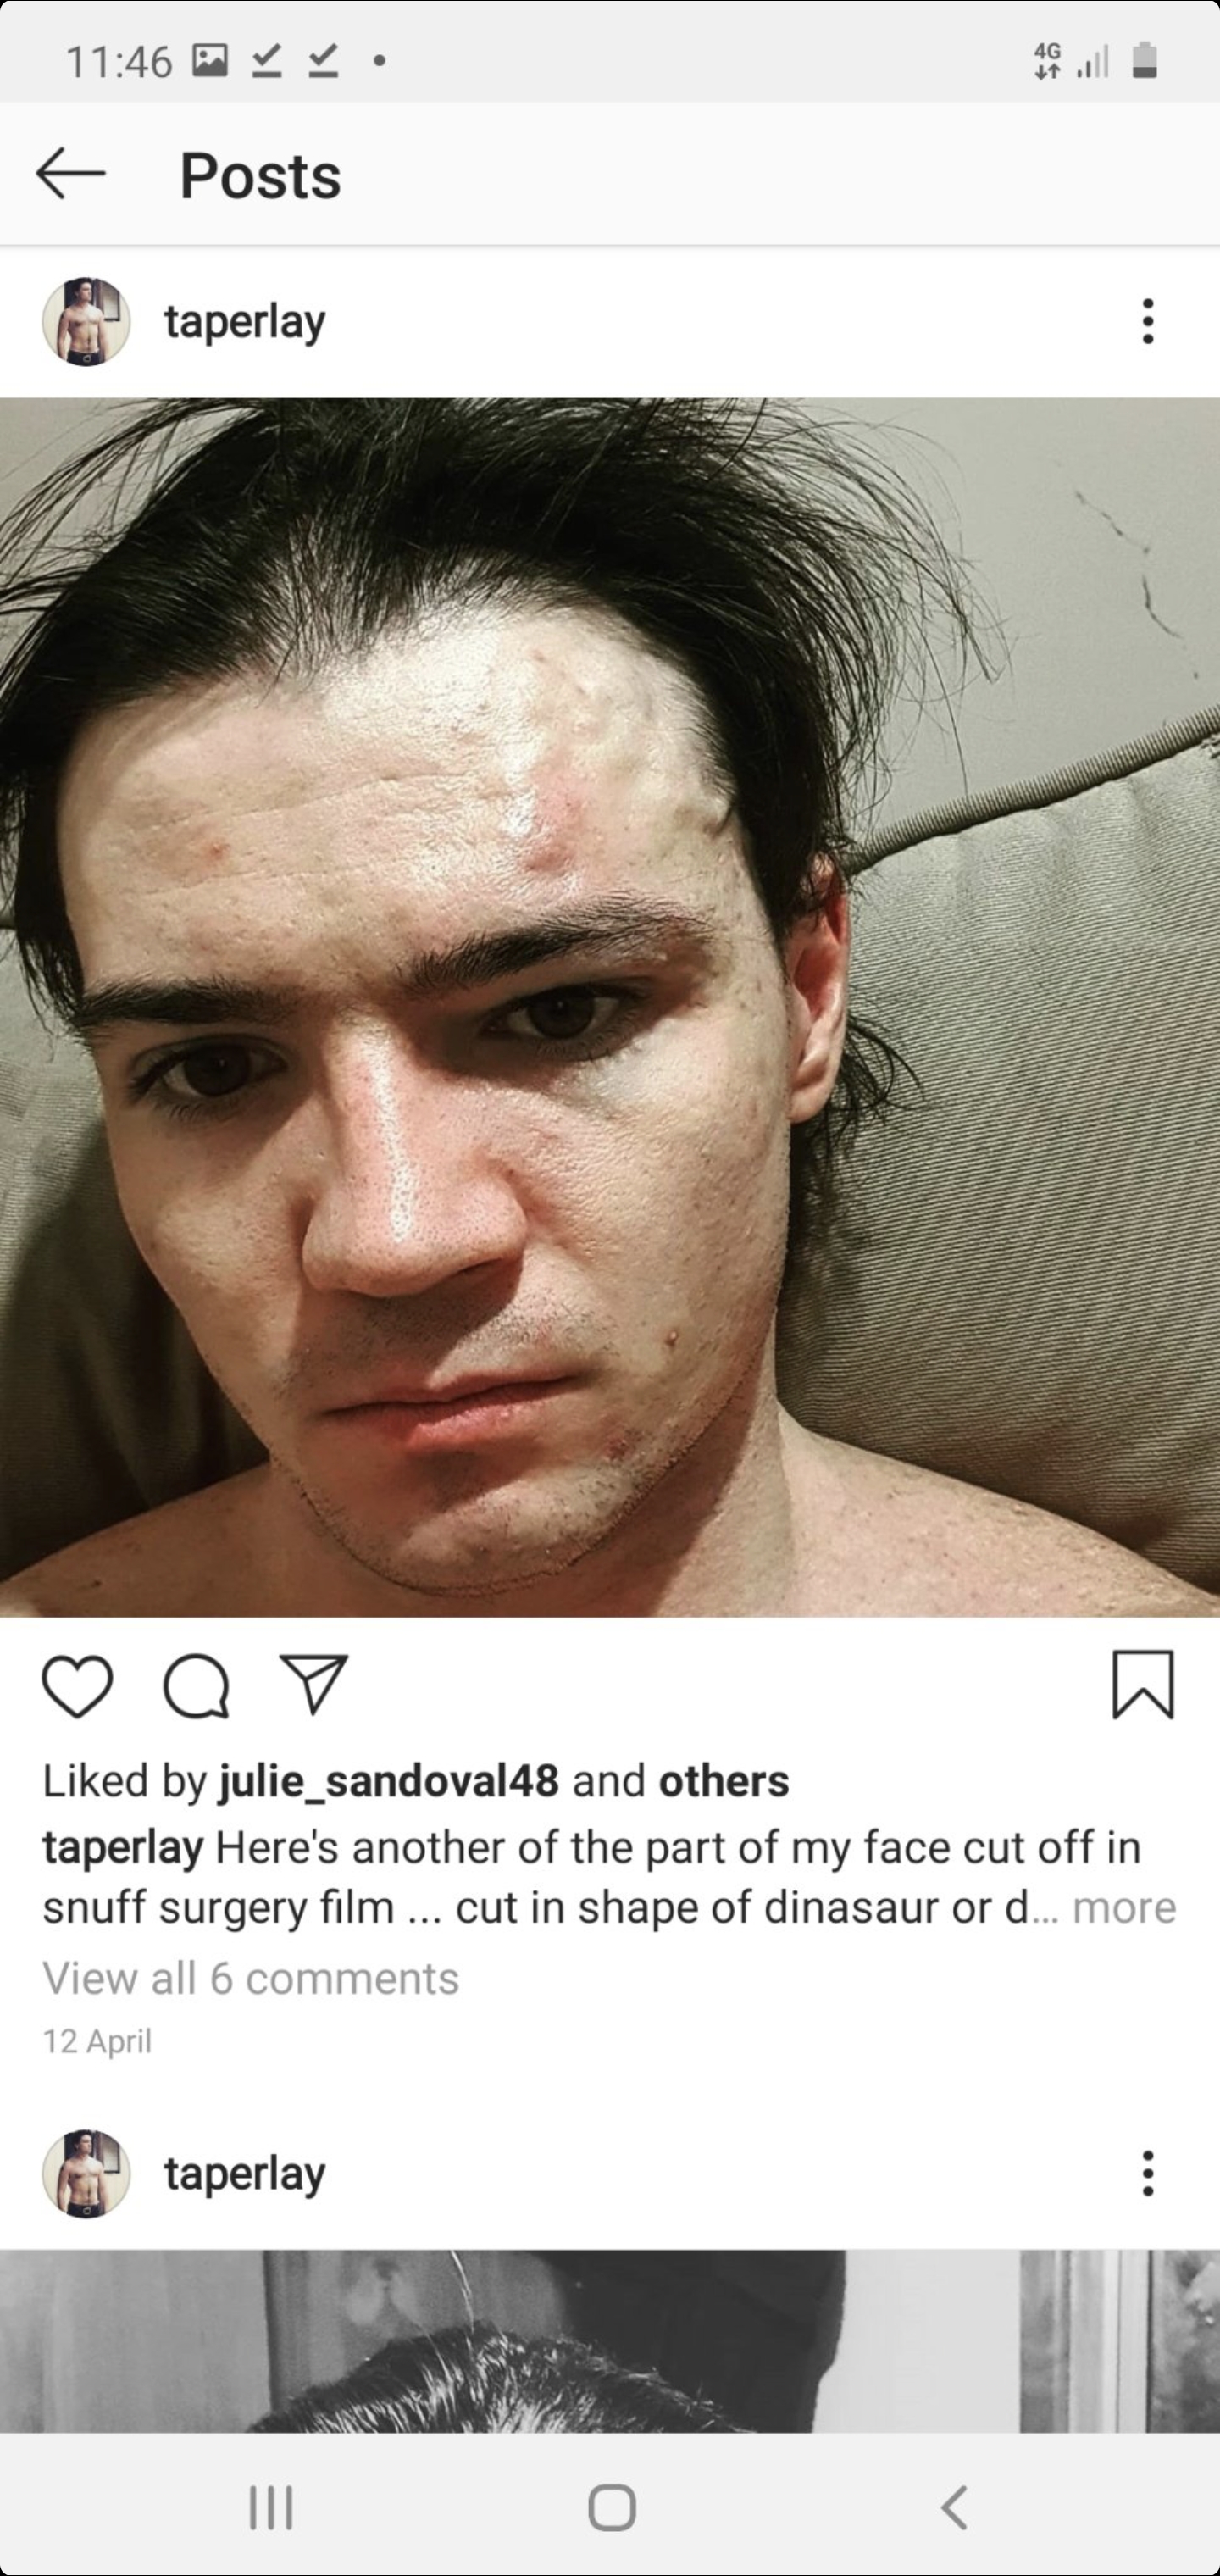 11:46
4G
Posts
taperlay
Liked by julie_sandoval48 and others
taperlay Here's another of the part of my face cut off in
snuff surgery film ... cut in shape of dinasaur or d... more
View all 6 comments
12 April
taperlay